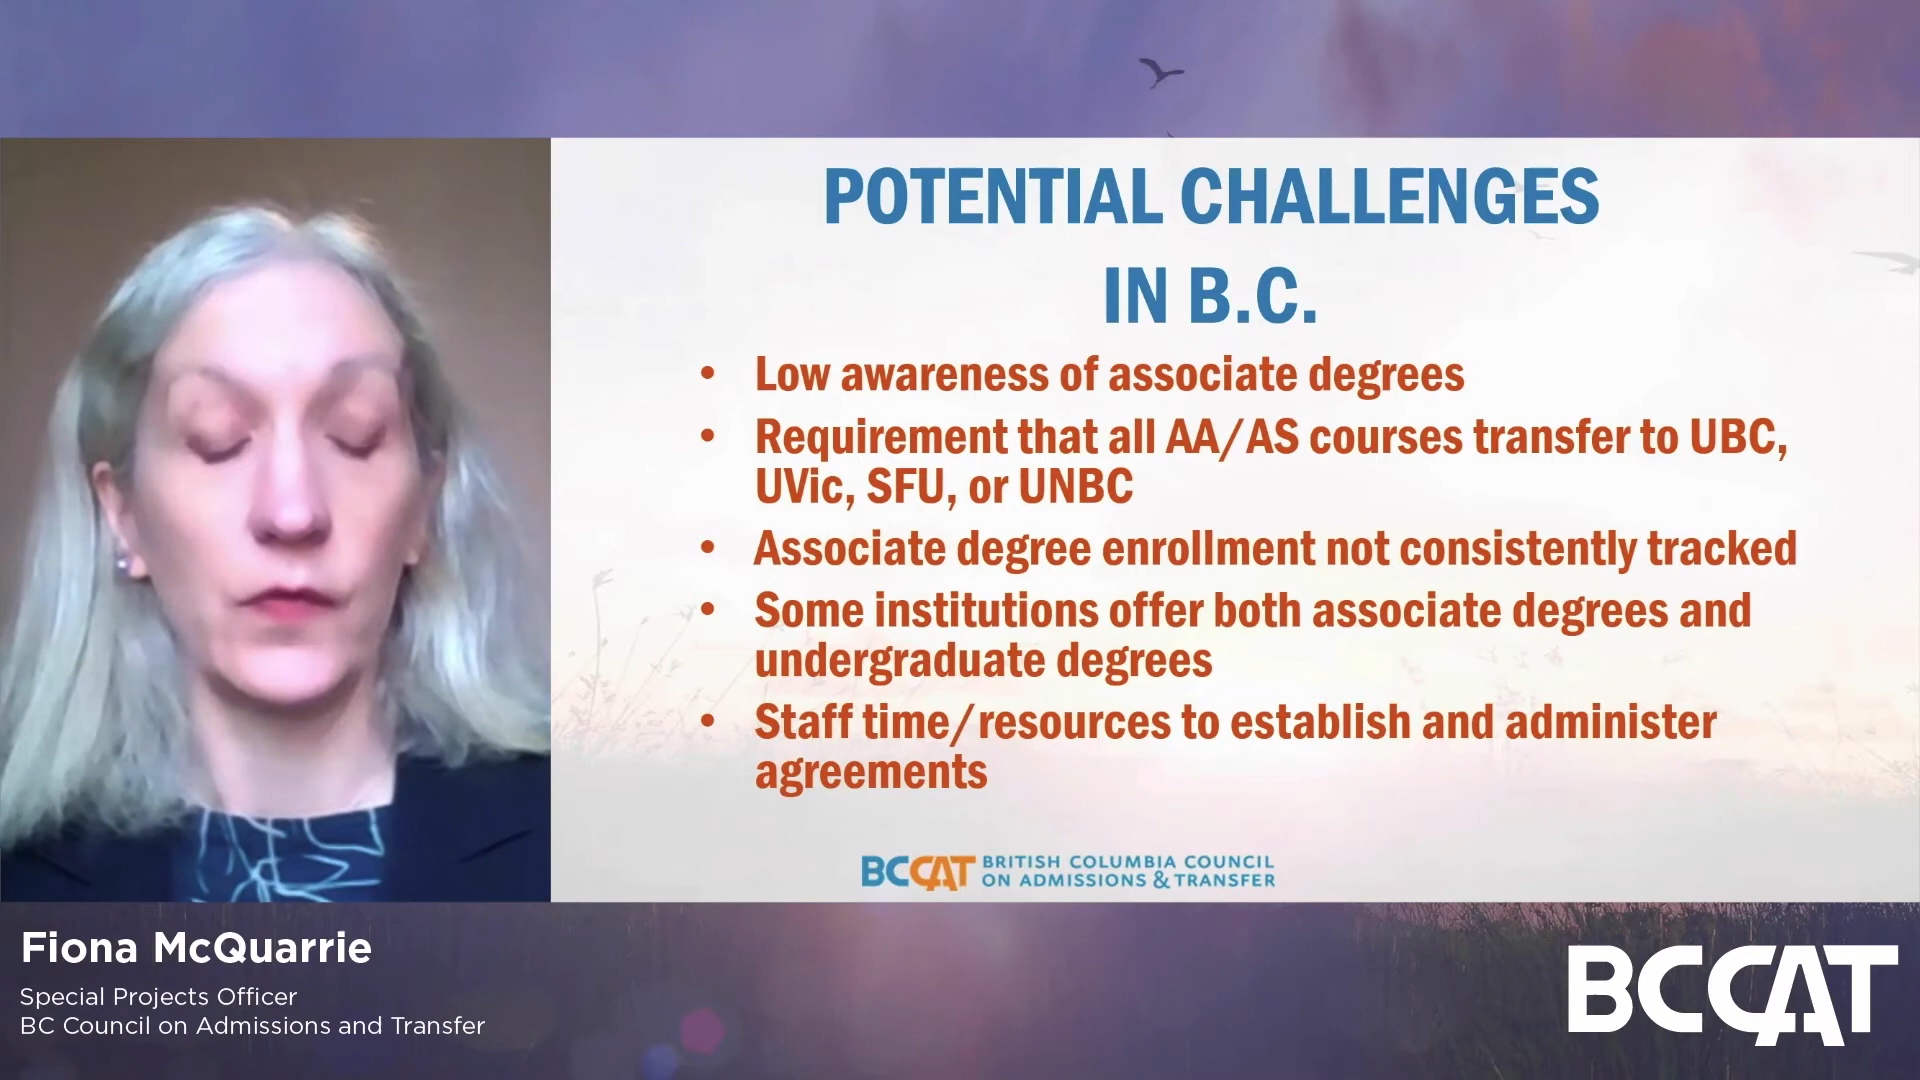 POTENTIAL CHALLENGES
IN B.C.
• Low awareness of associate degrees
• Requirement that all AA/AS courses transfer to UBC,
UVic, SFU, or UNBC
• Associate degree enrollment not consistently tracked
• Some institutions offer both associate degrees and
undergraduate degrees
• Staff time/resources to establish and administer
agreements
BCCAT BRITISH COLUMBIA COUNCIL
ON ADMISSIONS & TRANSFER
Fiona McQuarrie
Special Projects Officer
BC Council on Admissions and Transfer
BCCAT